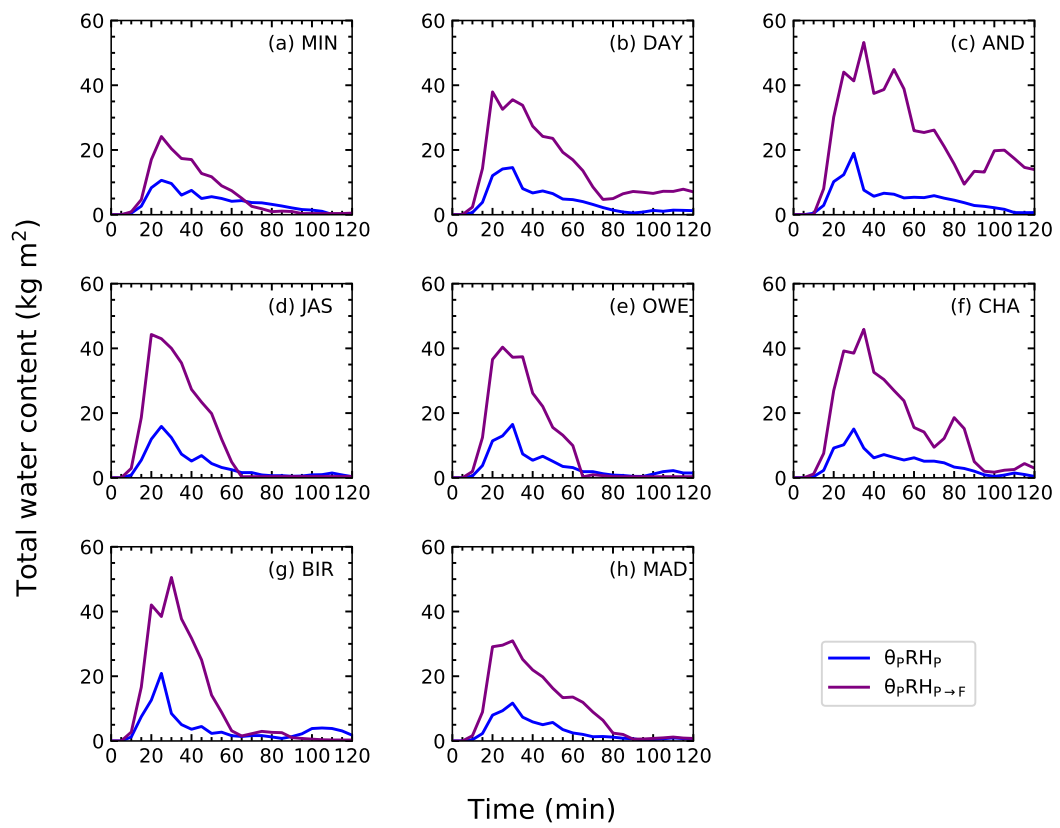 (a) MIN
60
40
20
0
0 20 40 60 80 100 120
(b) DAY
60
40
20
0
0 20 40 60 80 100 120
(c) AND
60
40
20
0
0 20 40 60 80 100 120
(d) JAS
60
40
20
0
0 20 40 60 80 100 120
(e) OWE
60
40
20
0
0 20 40 60 80 100 120
(f) CHA
60
40
20
0
0 20 40 60 80 100 120
(g) BIR
60
40
20
0
0 20 40 60 80 100 120
(h) MAD
60
40
20
0
0 20 40 60 80 100 120
θ_PRH_P
θ_PRH_{P→F}
Total water content (kg m²)
Time (min)